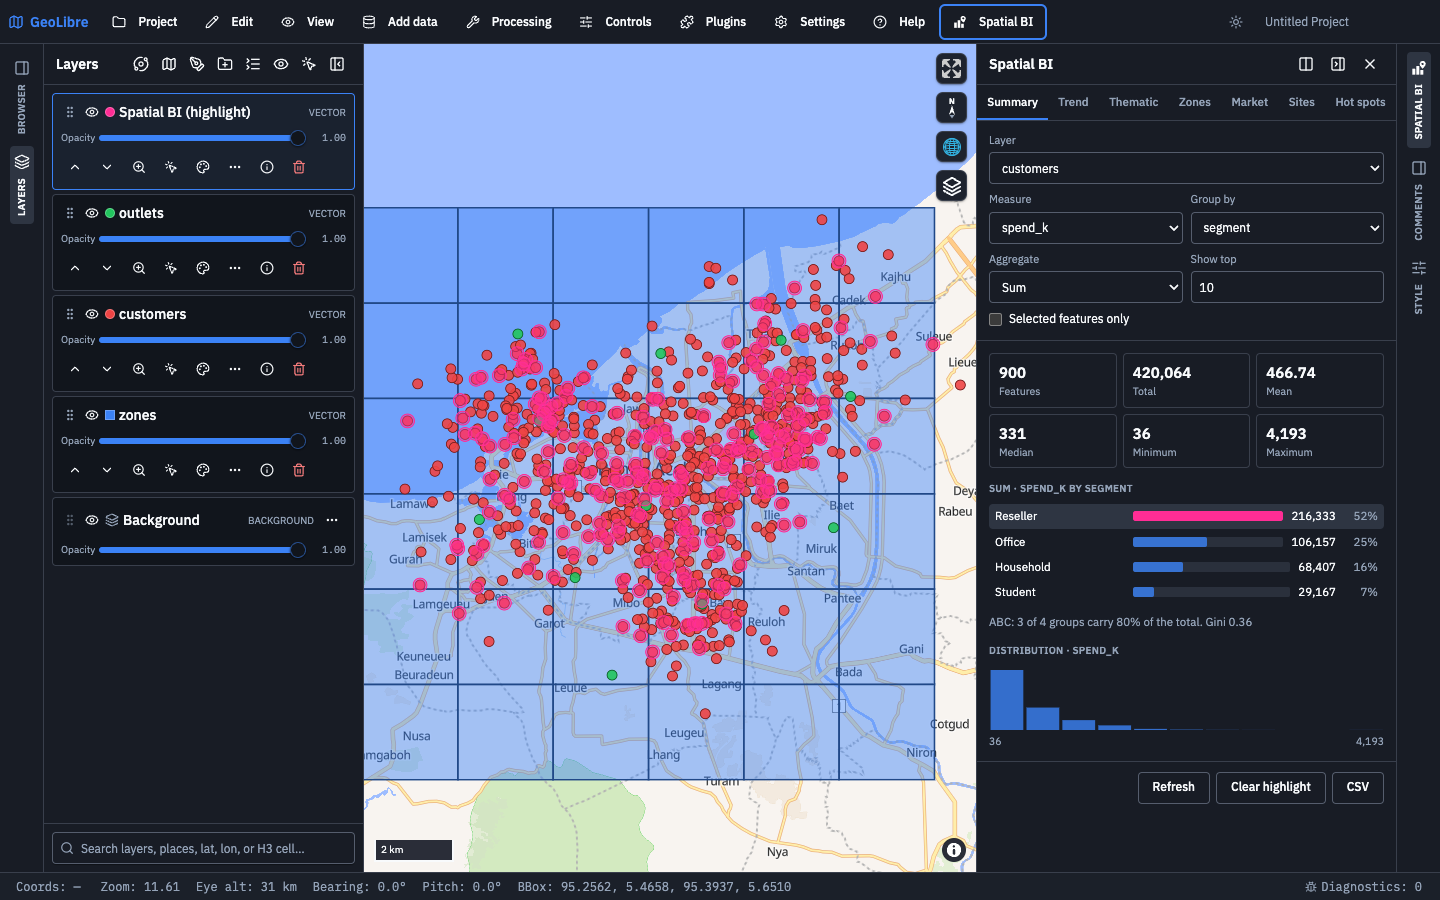 GeoLibre
Project
Edit
View
Add data
Processing
Controls
Plugins
Settings
Help
Spatial BI
Untitled Project
BROWSER
LAYERS
Layers
Spatial BI (highlight)
VECTOR
Opacity
1.00
outlets
VECTOR
Opacity
1.00
customers
VECTOR
Opacity
1.00
zones
VECTOR
Opacity
1.00
Background
BACKGROUND
Opacity
1.00
Search layers, places, lat, lon, or H3 cell...
N
Kajhu
Cadek
Lieue
Deya
Rabeu
Baet
Ilie
Miruk
Santan
Pantee
Lamisek
Guran
Lamgeueu
Garot
Mibo
Reuloh
Keuneueu
Beuradeun
Gani
Bada
Leuue
Lagang
Cotgud
Nusa
Leugeu
Lhang
Niron
Turam
Nya
2 km
Spatial BI
Summary
Trend
Thematic
Zones
Market
Sites
Hot spots
Layer
customers
Measure
Group by
spend_k
segment
Aggregate
Show top
Sum
10
Selected features only
900
Features
420,064
Total
466.74
Mean
331
Median
36
Minimum
4,193
Maximum
SUM · SPEND_K BY SEGMENT
Reseller 216,333 52%
Office 106,157 25%
Household 68,407 16%
Student 29,167 7%
ABC: 3 of 4 groups carry 80% of the total. Gini 0.36
DISTRIBUTION · SPEND_K
36
4,193
Refresh
Clear highlight
CSV
SPATIAL BI
COMMENTS
STYLE
Coords: —
Zoom: 11.61
Eye alt: 31 km
Bearing: 0.0°
Pitch: 0.0°
BBox: 95.2562, 5.4658, 95.3937, 5.6510
Diagnostics: 0